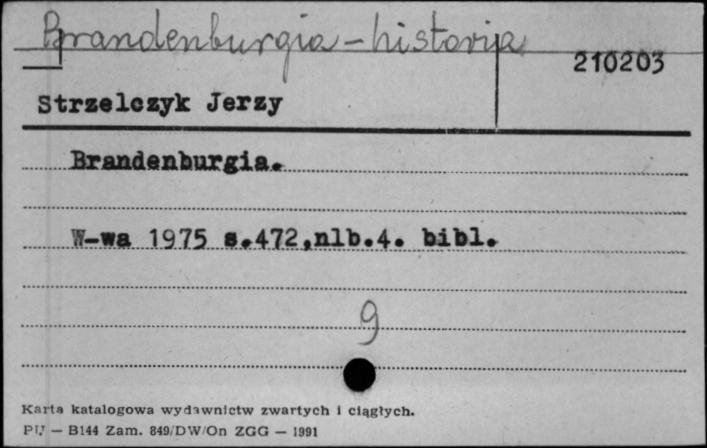 Brandenburgia - historia
210203
Strzelczyk Jerzy
Brandenburgia.
W-wa 1975 s.472,nlb.4. bibl.
9
Karta katalogowa wydawnictw zwartych i ciągłych.
PU — B144 Zam. 849/DW/On ZGG — 1991